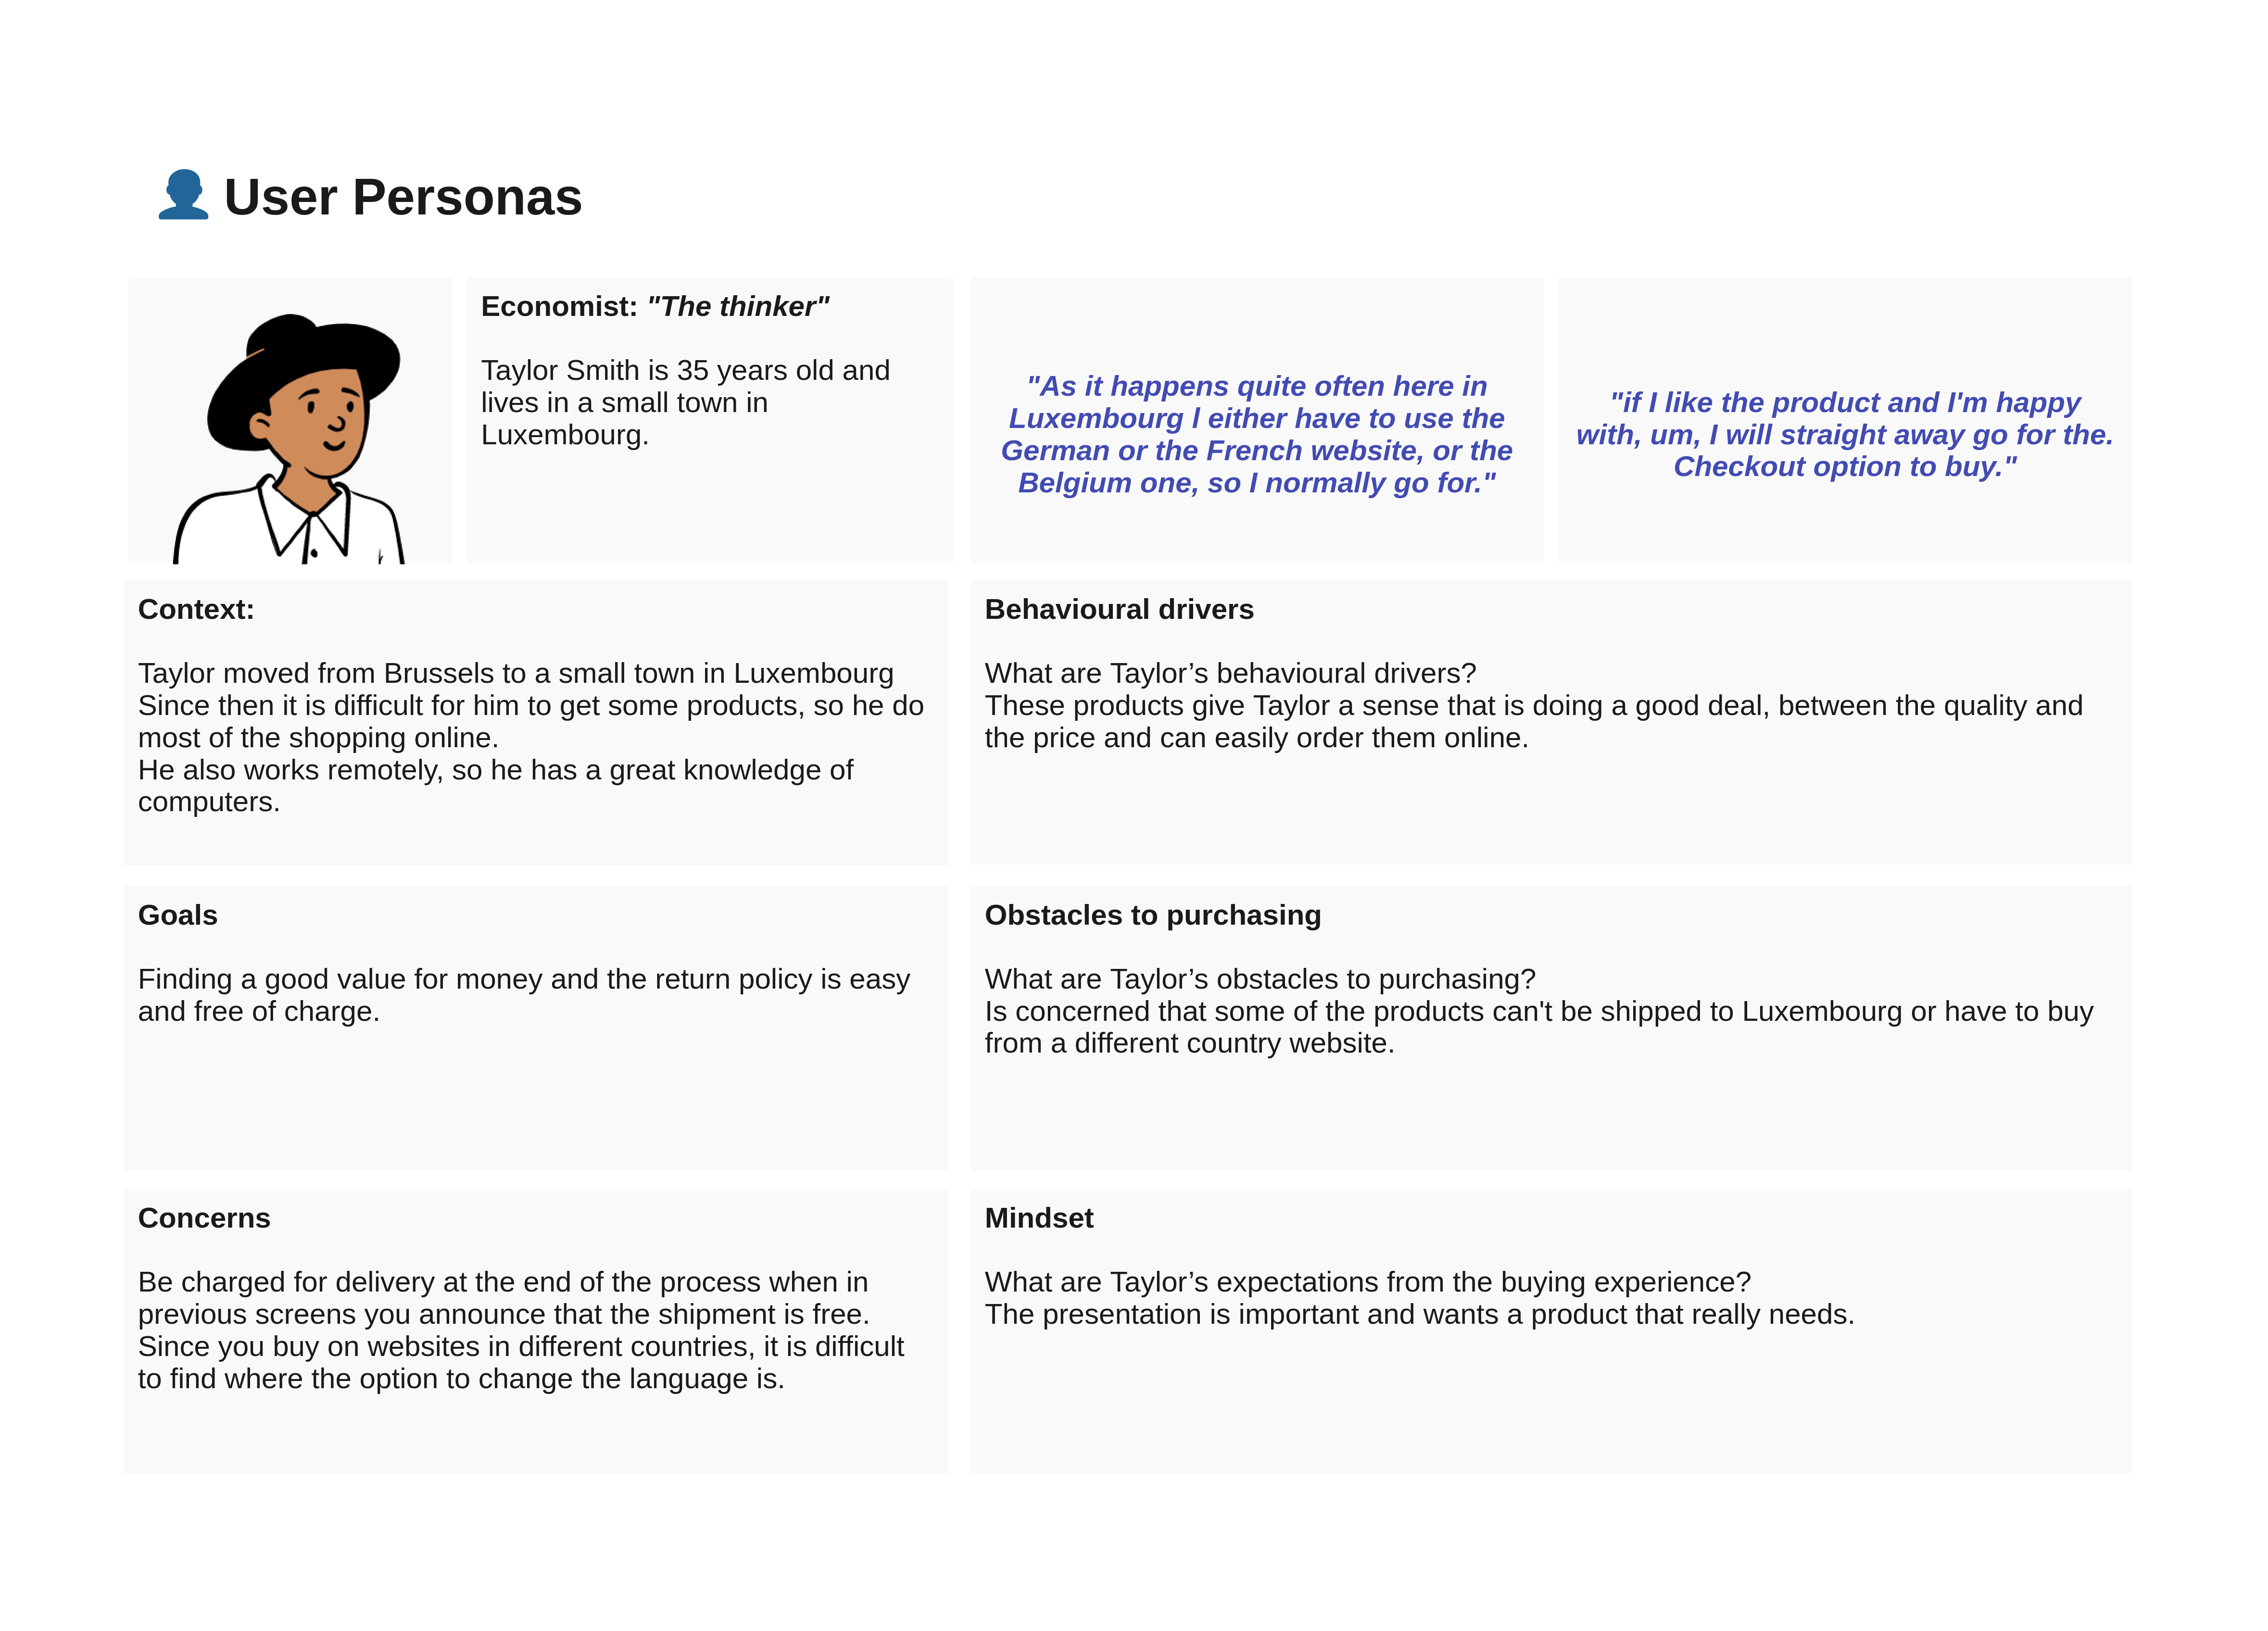 User Personas
Economist: "The thinker"
Taylor Smith is 35 years old and
lives in a small town in
Luxembourg.
"As it happens quite often here in
Luxembourg I either have to use the
German or the French website, or the
Belgium one, so I normally go for."
"if I like the product and I'm happy
with, um, I will straight away go for the.
Checkout option to buy."
Context:
Taylor moved from Brussels to a small town in Luxembourg
Since then it is difficult for him to get some products, so he do
most of the shopping online.
He also works remotely, so he has a great knowledge of
computers.
Behavioural drivers
What are Taylor’s behavioural drivers?
These products give Taylor a sense that is doing a good deal, between the quality and
the price and can easily order them online.
Goals
Finding a good value for money and the return policy is easy
and free of charge.
Obstacles to purchasing
What are Taylor’s obstacles to purchasing?
Is concerned that some of the products can't be shipped to Luxembourg or have to buy
from a different country website.
Concerns
Be charged for delivery at the end of the process when in
previous screens you announce that the shipment is free.
Since you buy on websites in different countries, it is difficult
to find where the option to change the language is.
Mindset
What are Taylor’s expectations from the buying experience?
The presentation is important and wants a product that really needs.